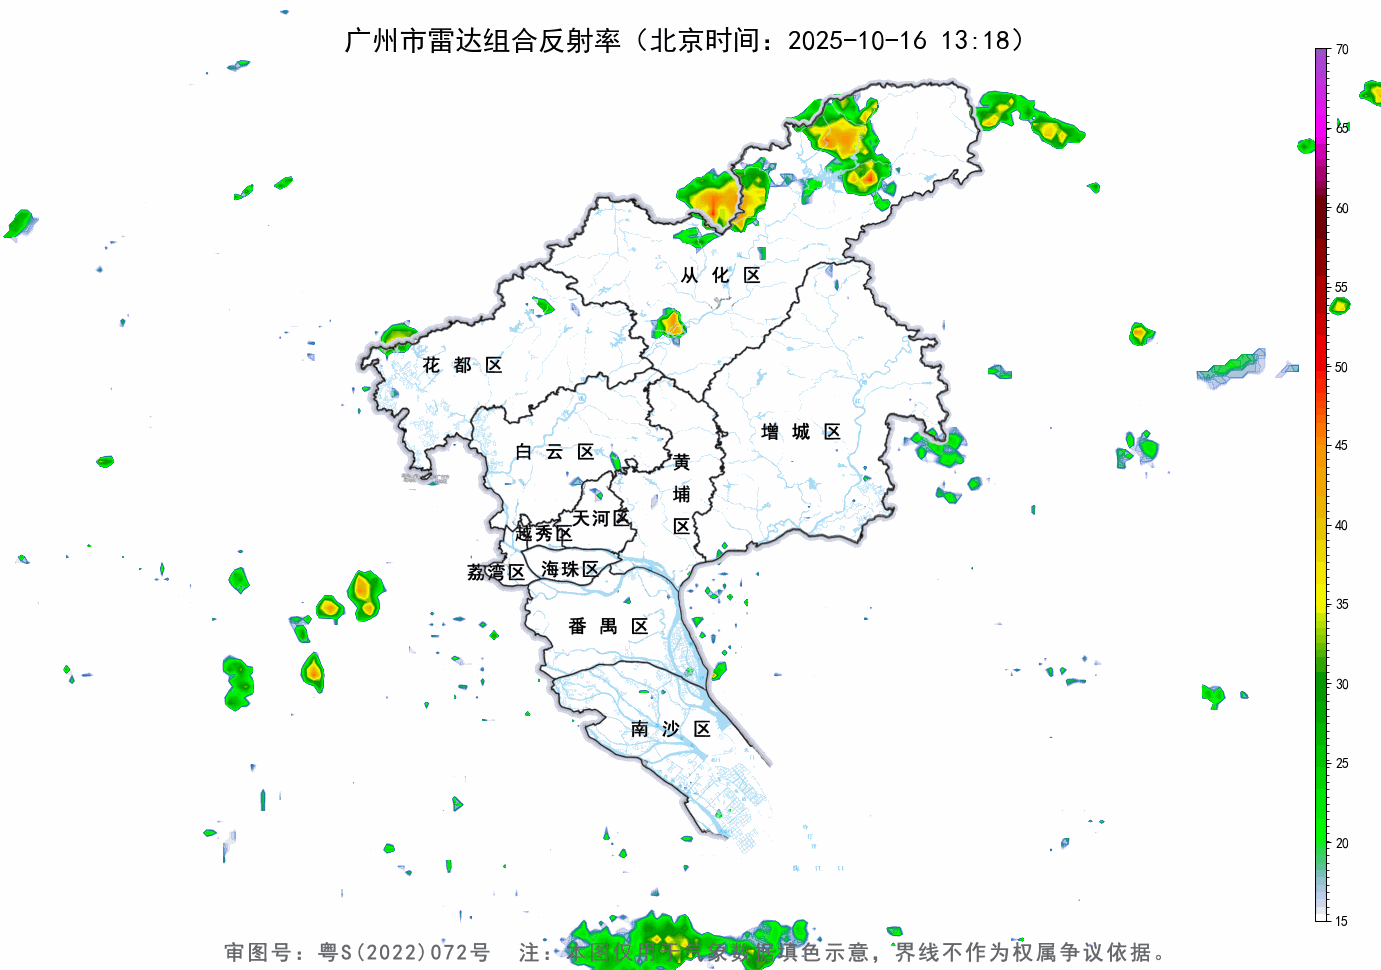 广州市雷达组合反射率（北京时间：2025-10-16 13:18）
70
65
60
55
50
45
40
35
30
25
20
15
从化区
花都区
增城区
白云区
黄埔区
天河区
越秀区
荔湾区
海珠区
番禺区
南沙区
审图号：粤S(2022)072号 注：本图仅用于气象数据填色示意，界线不作为权属争议依据。